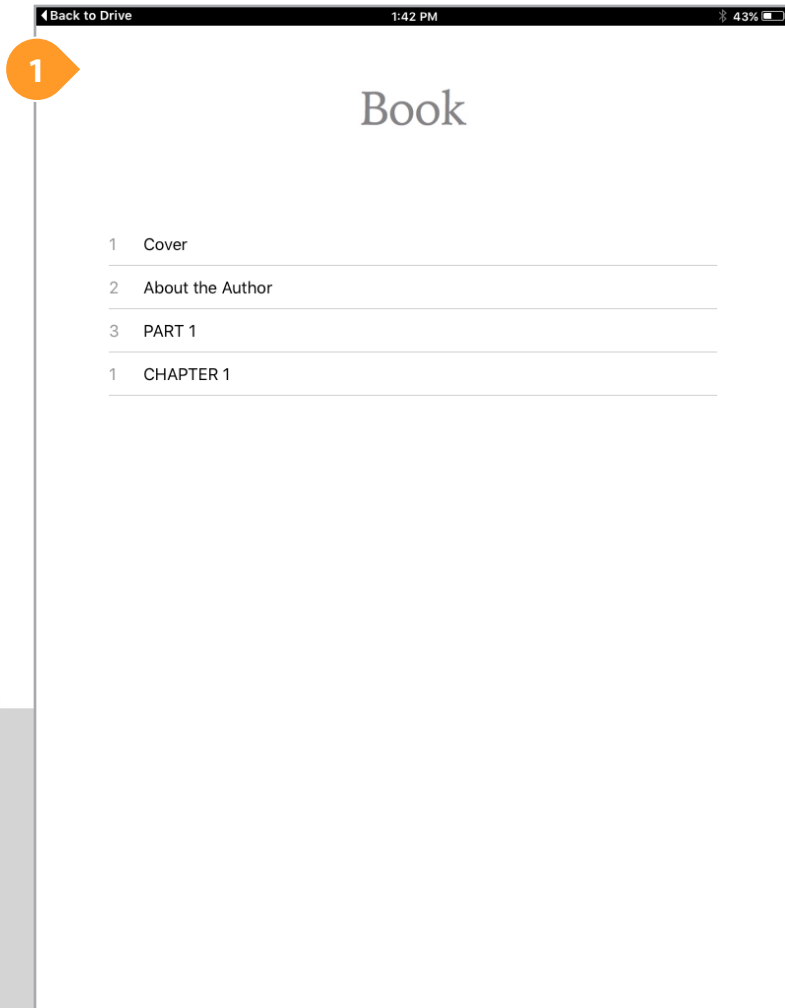 Back to Drive 1:42 PM 43%
1
Book
1 Cover
2 About the Author
3 PART 1
1 CHAPTER 1